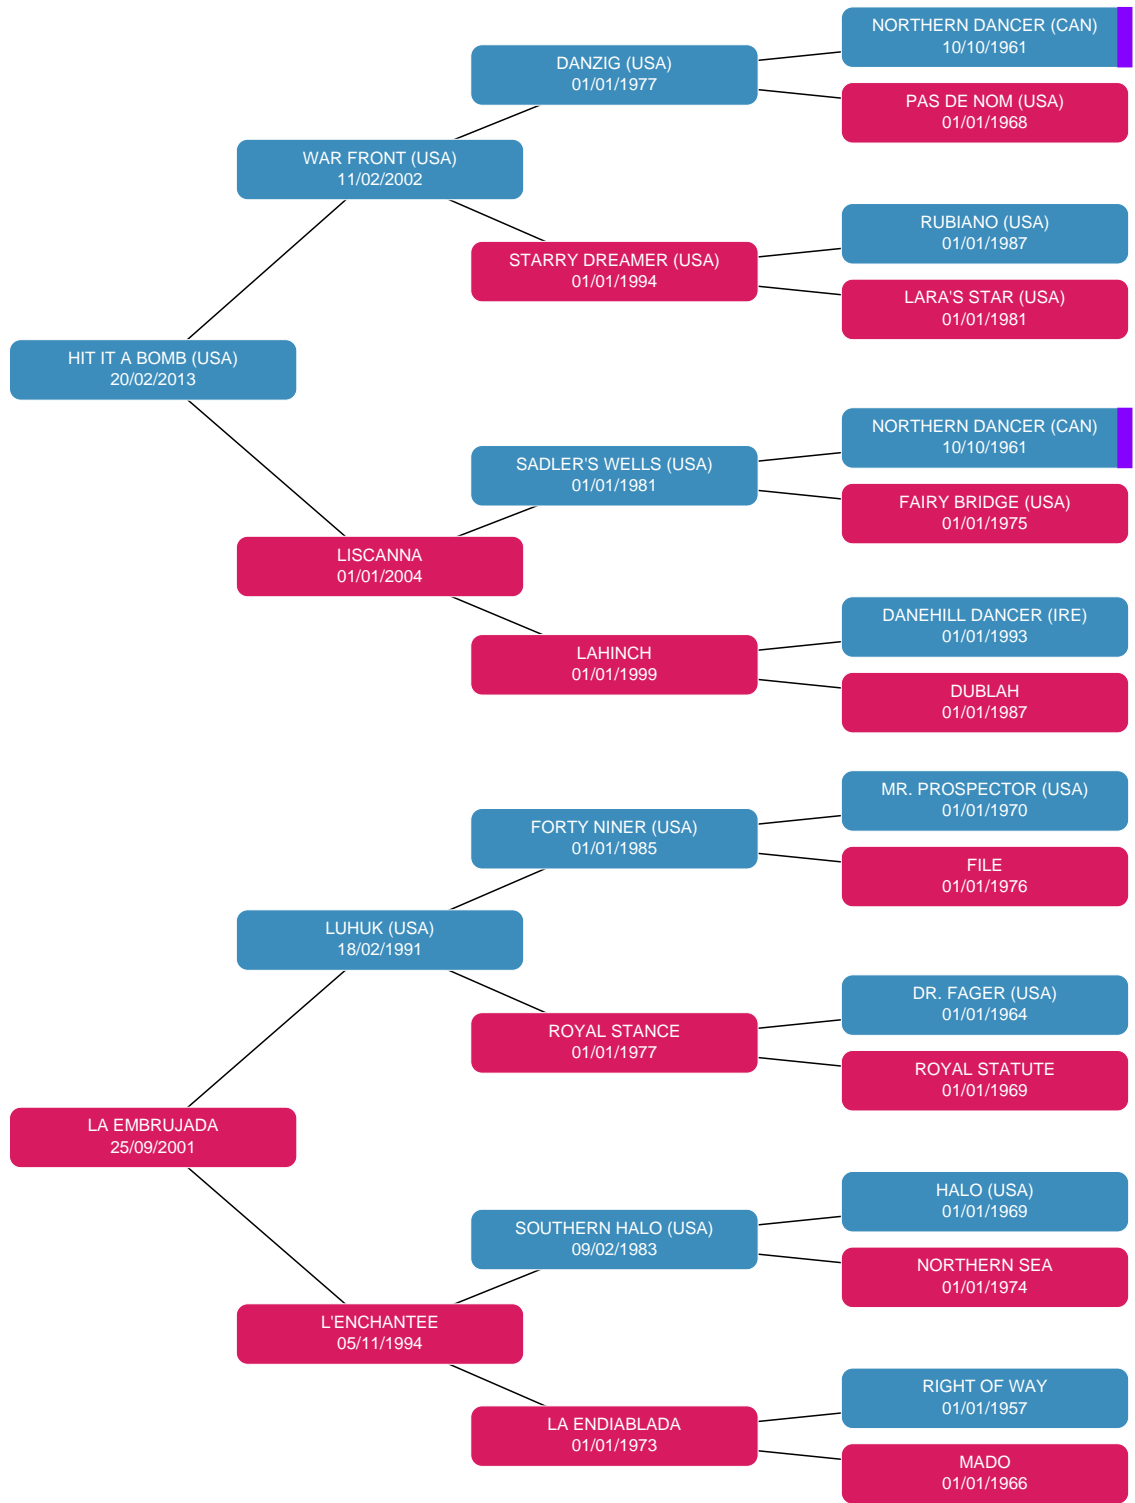 NORTHERN DANCER (CAN)
10/10/1961
DANZIG (USA)
01/01/1977
PAS DE NOM (USA)
01/01/1968
WAR FRONT (USA)
11/02/2002
RUBIANO (USA)
01/01/1987
STARRY DREAMER (USA)
01/01/1994
LARA'S STAR (USA)
01/01/1981
HIT IT A BOMB (USA)
20/02/2013
NORTHERN DANCER (CAN)
10/10/1961
SADLER'S WELLS (USA)
01/01/1981
FAIRY BRIDGE (USA)
01/01/1975
LISCANNA
01/01/2004
DANEHILL DANCER (IRE)
01/01/1993
LAHINCH
01/01/1999
DUBLAH
01/01/1987
MR. PROSPECTOR (USA)
01/01/1970
FORTY NINER (USA)
01/01/1985
FILE
01/01/1976
LUHUK (USA)
18/02/1991
DR. FAGER (USA)
01/01/1964
ROYAL STANCE
01/01/1977
ROYAL STATUTE
01/01/1969
LA EMBRUJADA
25/09/2001
HALO (USA)
01/01/1969
SOUTHERN HALO (USA)
09/02/1983
NORTHERN SEA
01/01/1974
L'ENCHANTEE
05/11/1994
RIGHT OF WAY
01/01/1957
LA ENDIABLADA
01/01/1973
MADO
01/01/1966